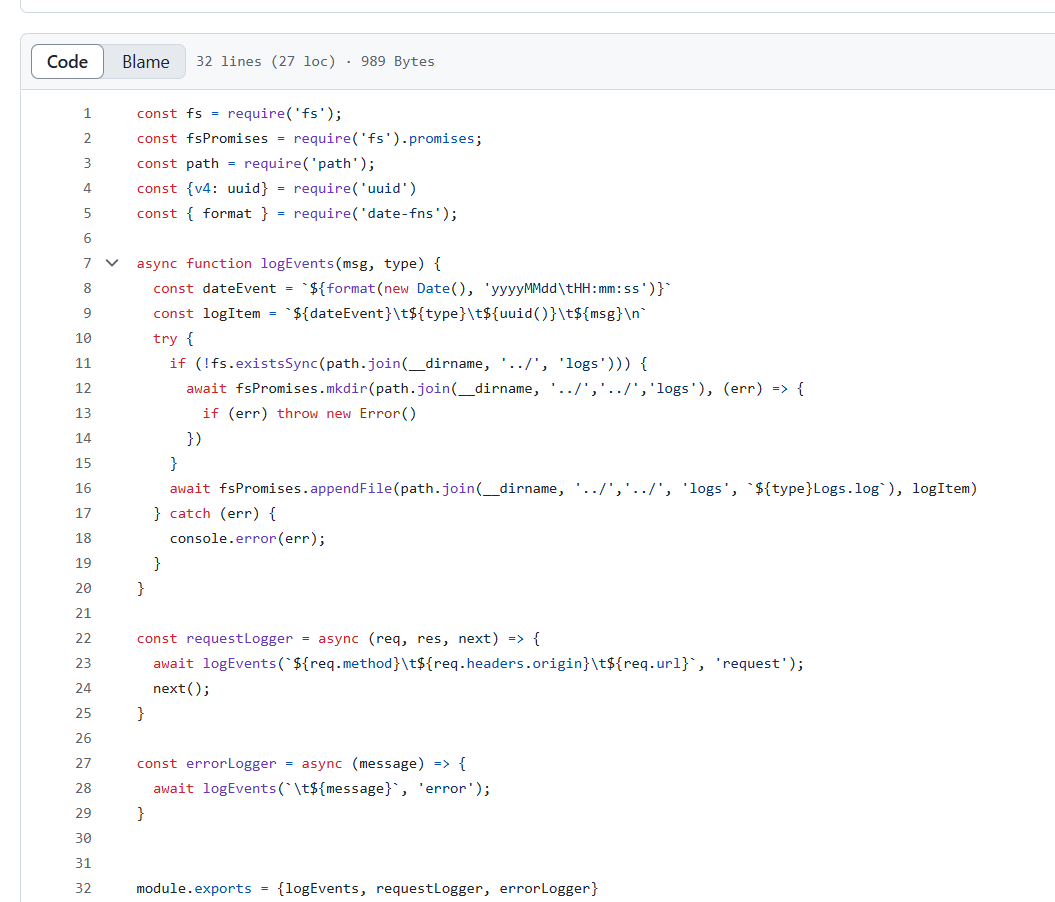 Code Blame 32 lines (27 loc) · 989 Bytes
1 const fs = require('fs');
2 const fsPromises = require('fs').promises;
3 const path = require('path');
4 const {v4: uuid} = require('uuid')
5 const { format } = require('date-fns');
6
7 async function logEvents(msg, type) {
8   const dateEvent = `${format(new Date(), 'yyyyMMdd\tHH:mm:ss')}`
9   const logItem = `${dateEvent}\t${type}\t${uuid()}\t${msg}\n`
10   try {
11     if (!fs.existsSync(path.join(__dirname, '../', 'logs'))) {
12       await fsPromises.mkdir(path.join(__dirname, '../','../','logs'), (err) => {
13         if (err) throw new Error()
14       })
15     }
16     await fsPromises.appendFile(path.join(__dirname, '../','../', 'logs', `${type}Logs.log`), logItem)
17   } catch (err) {
18     console.error(err);
19   }
20 }
21
22 const requestLogger = async (req, res, next) => {
23   await logEvents(`${req.method}\t${req.headers.origin}\t${req.url}`, 'request');
24   next();
25 }
26
27 const errorLogger = async (message) => {
28   await logEvents(`\t${message}`, 'error');
29 }
30
31
32 module.exports = {logEvents, requestLogger, errorLogger}